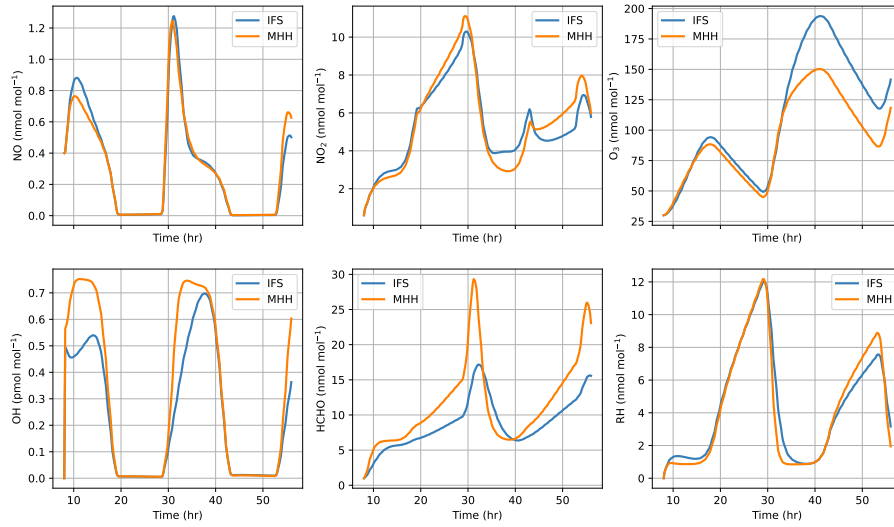 NO (nmol mol⁻¹)
1.2
1.0
0.8
0.6
0.4
0.2
0.0
IFS
MHH
Time (hr)
NO₂ (nmol mol⁻¹)
10
8
6
4
2
IFS
MHH
Time (hr)
O₃ (nmol mol⁻¹)
200
175
150
125
100
75
50
25
IFS
MHH
Time (hr)
OH (pmol mol⁻¹)
0.7
0.6
0.5
0.4
0.3
0.2
0.1
0.0
IFS
MHH
10 20 30 40 50
Time (hr)
HCHO (nmol mol⁻¹)
30
25
20
15
10
5
0
IFS
MHH
10 20 30 40 50
Time (hr)
RH (nmol mol⁻¹)
12
10
8
6
4
2
0
IFS
MHH
10 20 30 40 50
Time (hr)